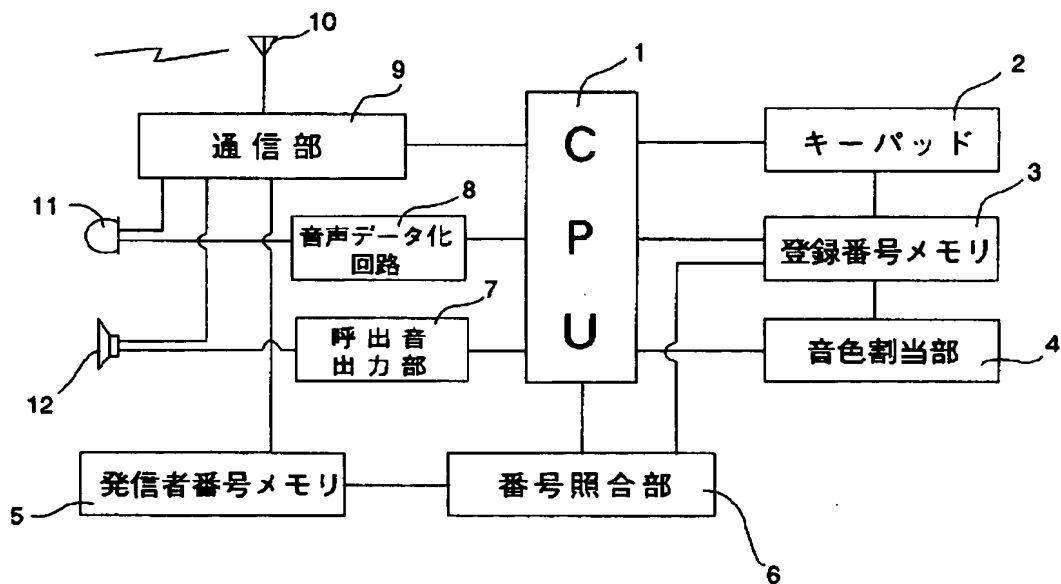 10
1
2
9
通信部
C
P
U
キーパッド
3
11
8
音声データ化
回路
登録番号メモリ
7
呼出音
出力部
音色割当部
4
12
発信者番号メモリ
5
番号照合部
6